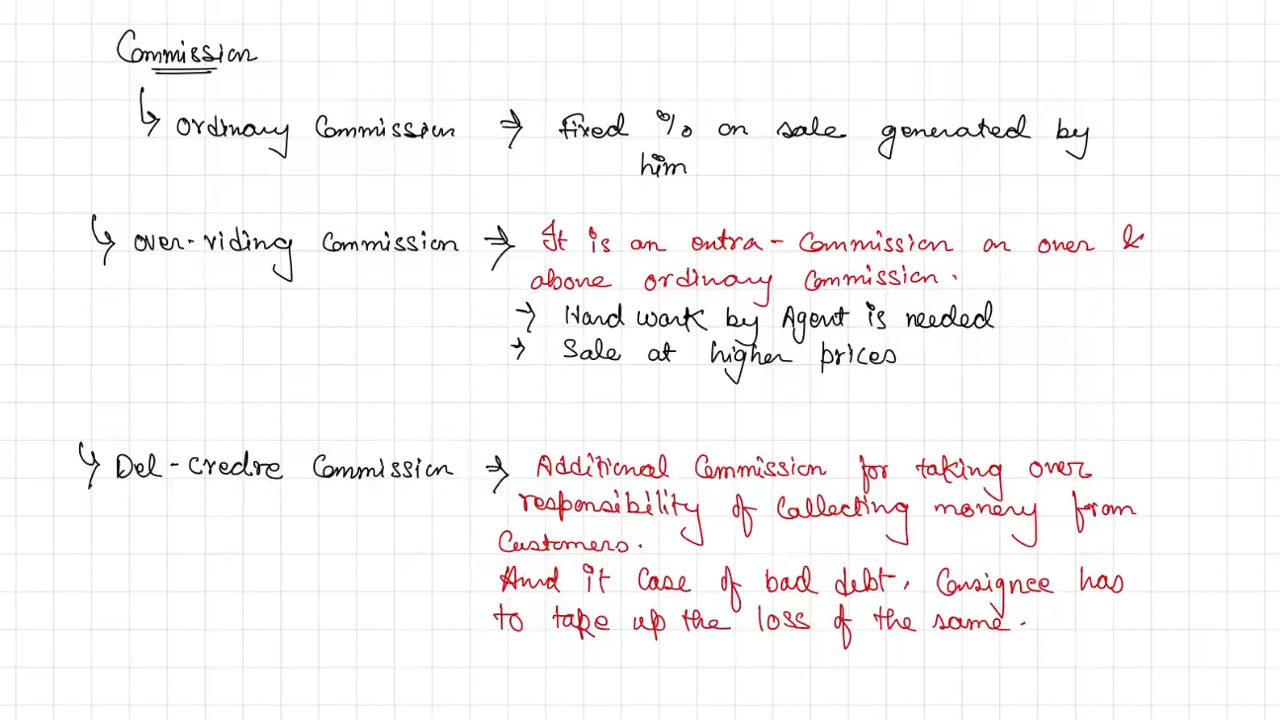 Commission
↳ ordinary Commission ⇒ fixed % on sale generated by
him
↳ over-riding Commission ⇒ It is an extra-Commission on over &
above ordinary Commission.
→ Hard work by Agent is needed
→ Sale at higher prices
↳ Del-credre Commission ⇒ Additional Commission for taking over
responsibility of Collecting money from
Customers.
And it Case of bad debt, Consignee has
to take up the loss of the same.